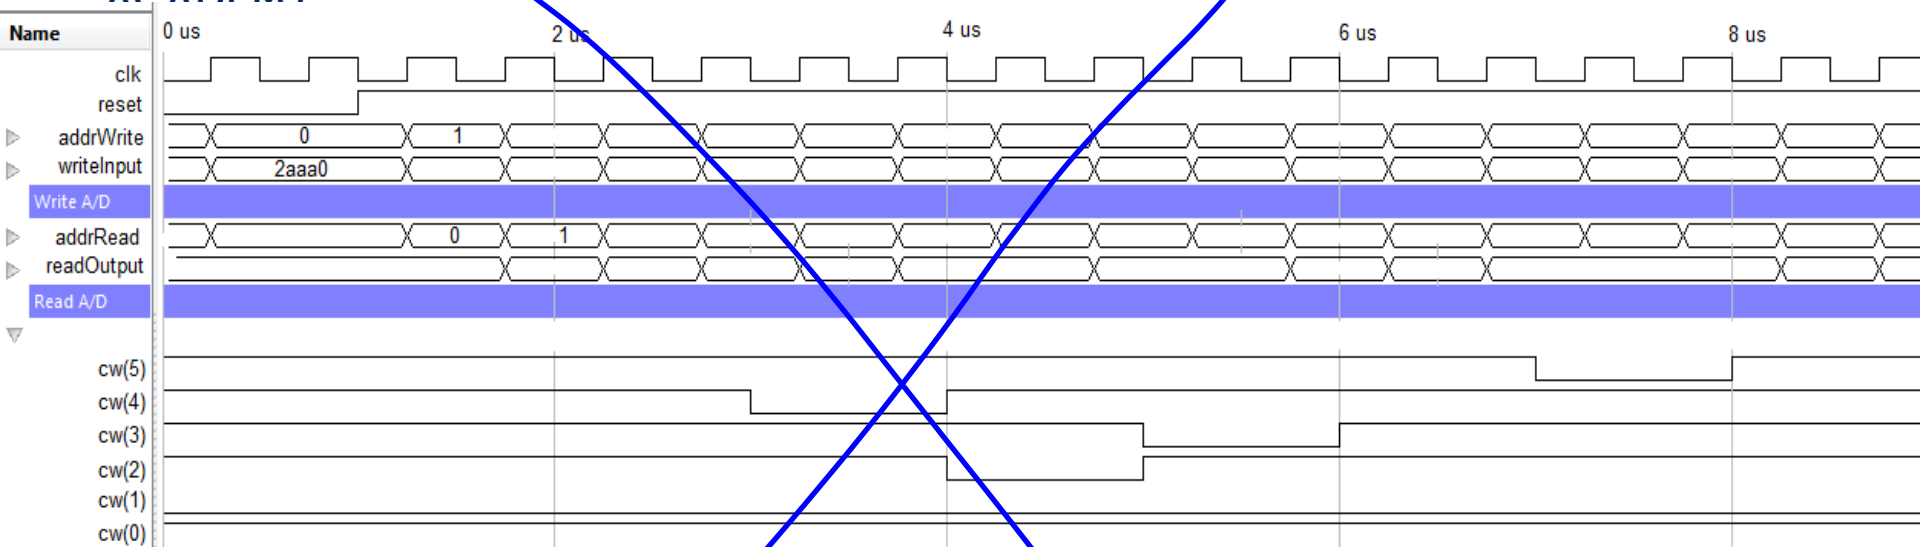 Name 0 us 2 us 4 us 6 us 8 us
clk
reset
addrWrite 0 1
writeInput 2aaa0
Write A/D
addrRead 0 1
readOutput
Read A/D
cw(5)
cw(4)
cw(3)
cw(2)
cw(1)
cw(0)